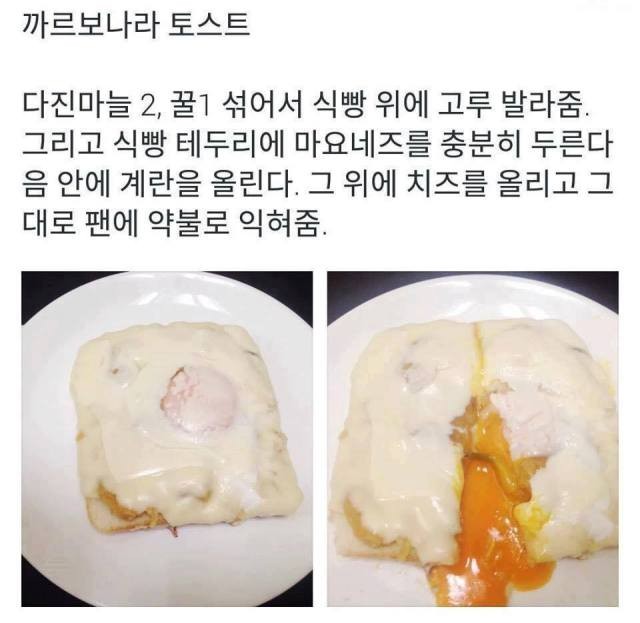 까르보나라 토스트
다진마늘 2, 꿀1 섞어서 식빵 위에 고루 발라줌.
그리고 식빵 테두리에 마요네즈를 충분히 두른다
음 안에 계란을 올린다. 그 위에 치즈를 올리고 그
대로 팬에 약불로 익혀줌.